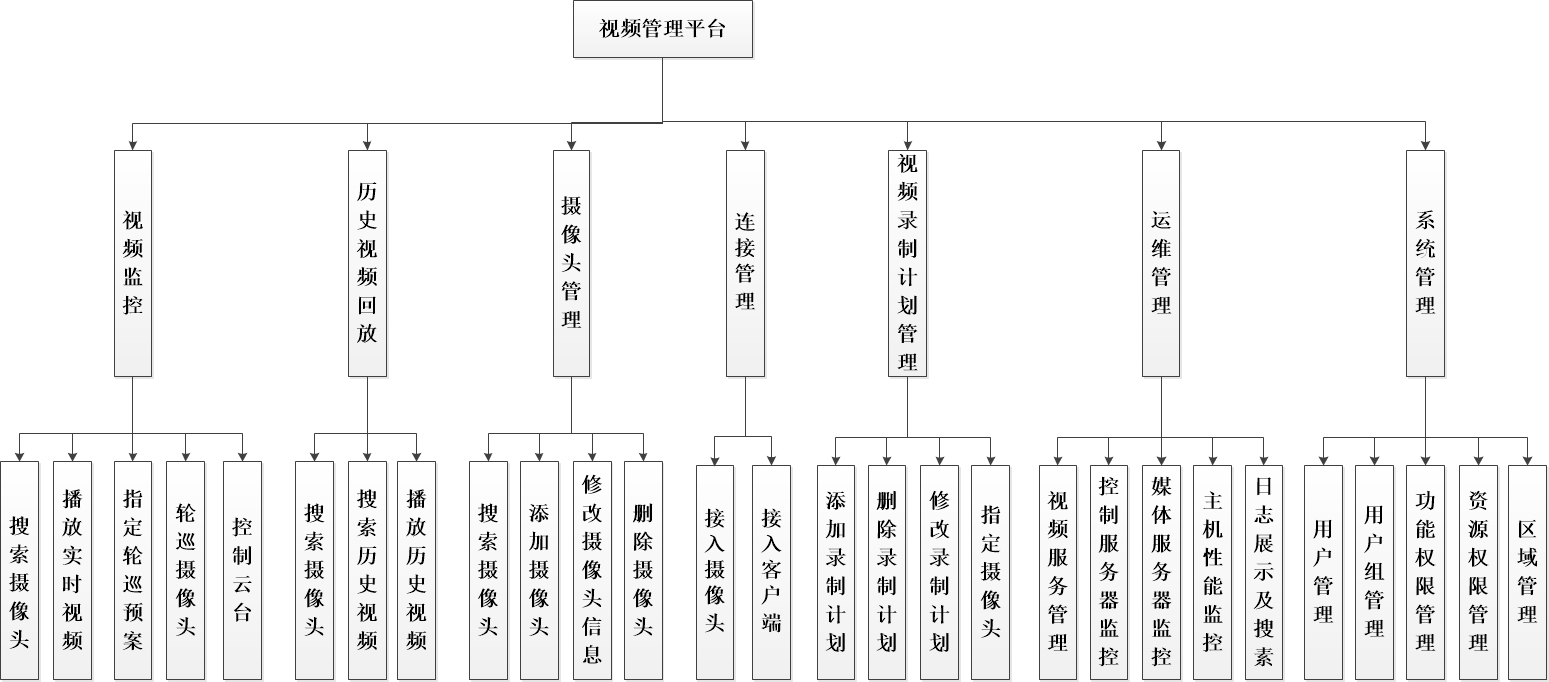 视频管理平台
视频监控
历史视频回放
摄像头管理
连接管理
视频录制计划管理
运维管理
系统管理
搜索摄像头
播放实时视频
指定轮巡预案
轮巡摄像头
控制云台
搜索摄像头
搜索历史视频
播放历史视频
搜索摄像头
添加摄像头
修改摄像头信息
删除摄像头
接入摄像头
接入客户端
添加录制计划
删除录制计划
修改录制计划
指定摄像头
视频服务管理
控制服务器监控
媒体服务器监控
主机性能监控
日志展示及搜素
用户管理
用户组管理
功能权限管理
资源权限管理
区域管理